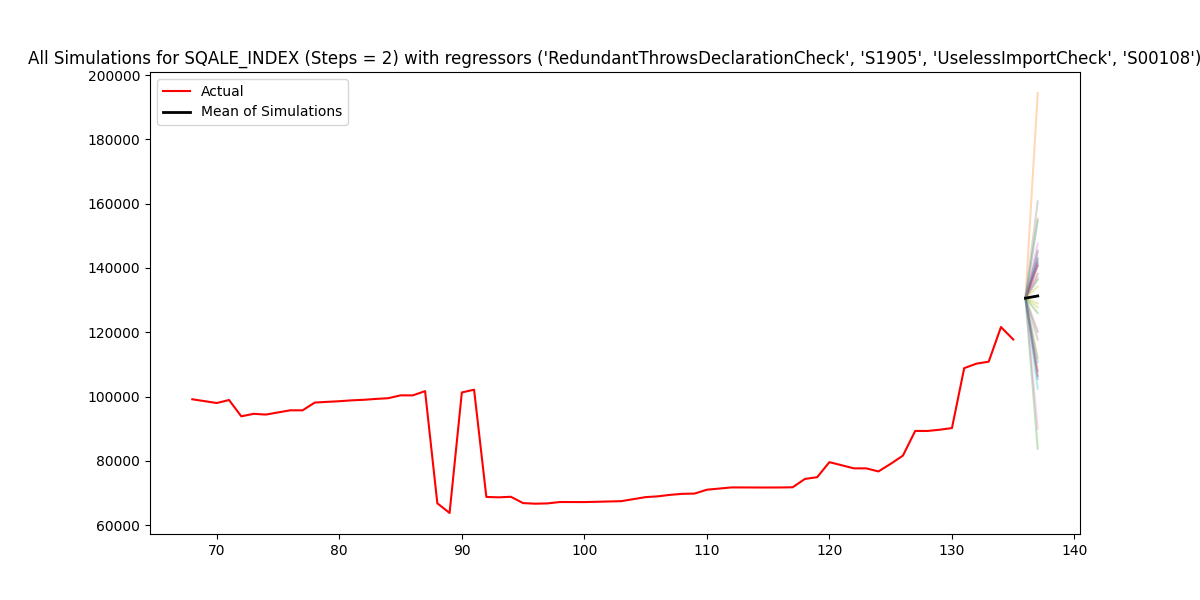 All Simulations for SQALE_INDEX (Steps = 2) with regressors ('RedundantThrowsDeclarationCheck', 'S1905', 'UselessImportCheck', 'S00108')
Actual
Mean of Simulations
200000
180000
160000
140000
120000
100000
80000
60000
70 80 90 100 110 120 130 140